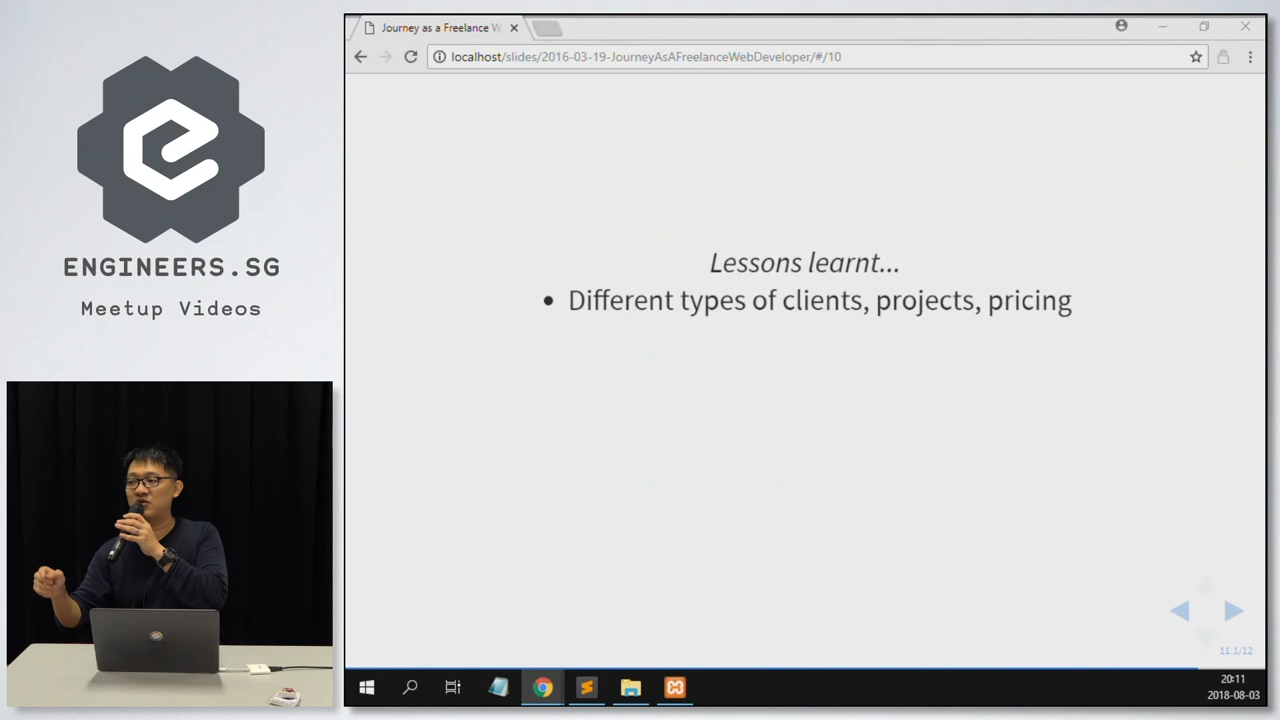 ENGINEERS.SG
Meetup Videos
Journey as a Freelance W
localhost/slides/2016-03-19-JourneyAsAFreelanceWebDeveloper/#/10
Lessons learnt...
• Different types of clients, projects, pricing
11.1/12
20:11
2018-08-03